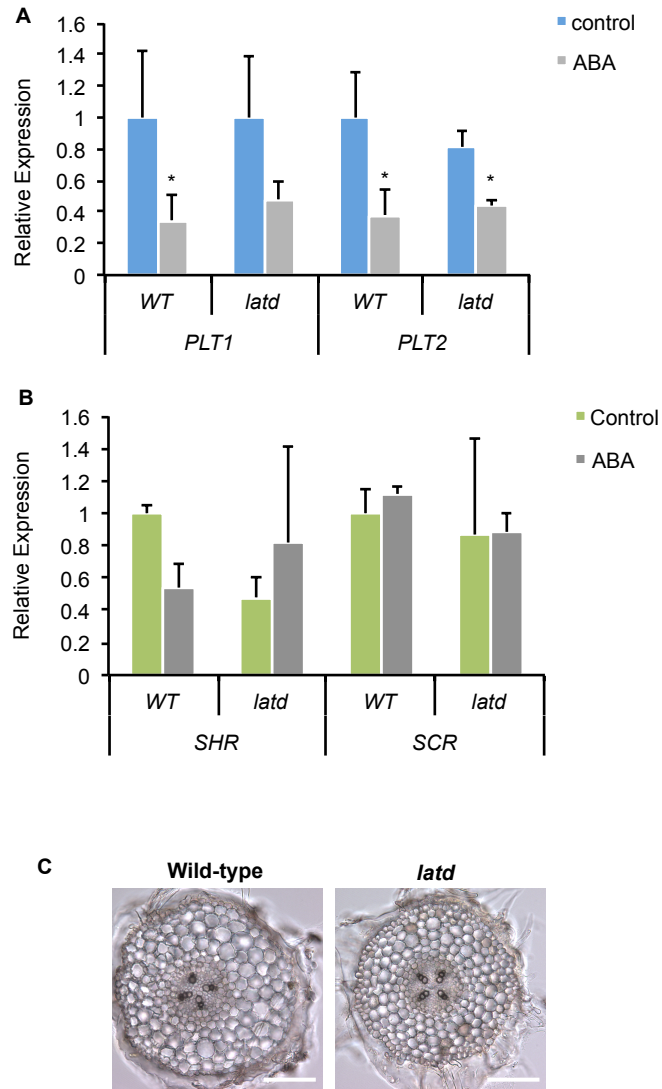 A
Relative Expression
1.6
1.4
1.2
1
0.8
0.6
0.4
0.2
0
*
*
*
control
ABA
WT
latd
WT
latd
PLT1
PLT2
B
Relative Expression
1.6
1.4
1.2
1
0.8
0.6
0.4
0.2
0
Control
ABA
WT
latd
WT
latd
SHR
SCR
C
Wild-type
latd